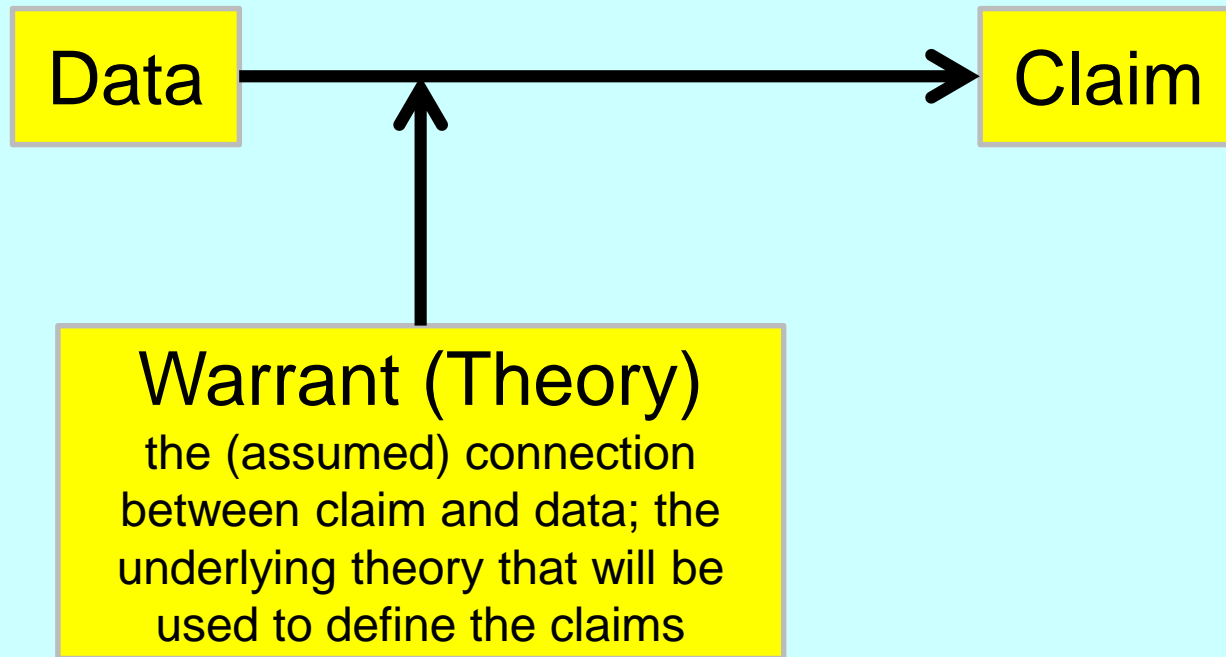 Data
Claim
Warrant (Theory)
the (assumed) connection
between claim and data; the
underlying theory that will be
used to define the claims